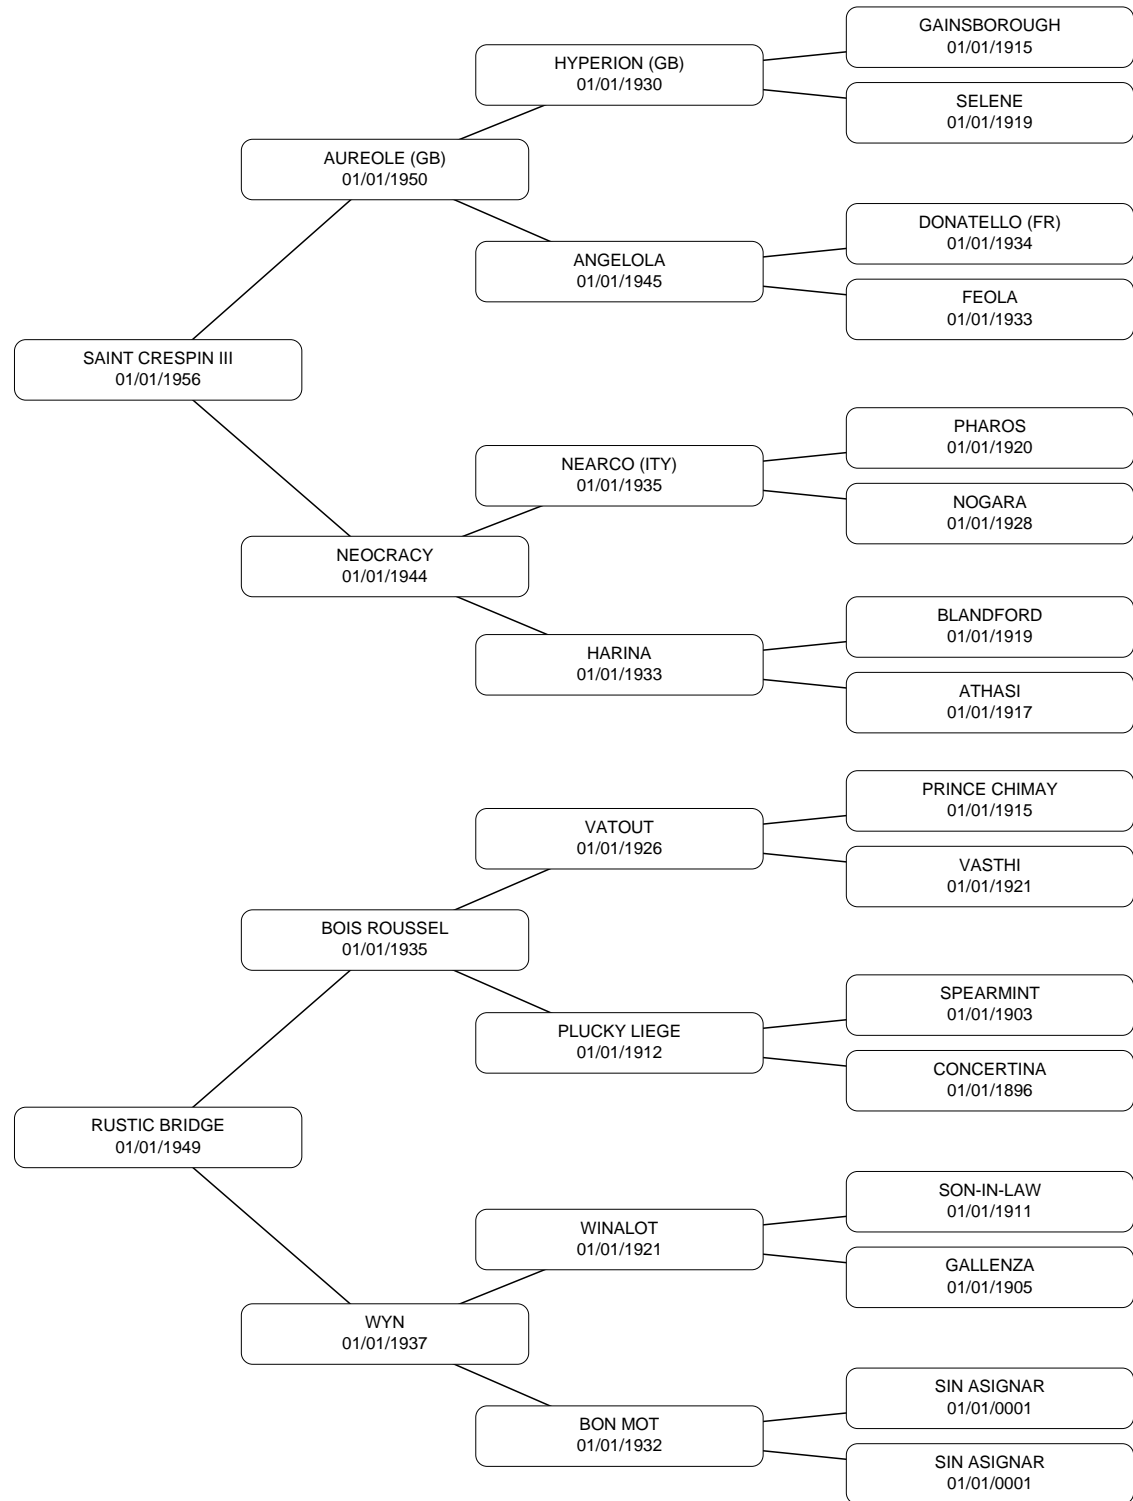 GAINSBOROUGH
01/01/1915
HYPERION (GB)
01/01/1930
SELENE
01/01/1919
AUREOLE (GB)
01/01/1950
DONATELLO (FR)
01/01/1934
ANGELOLA
01/01/1945
FEOLA
01/01/1933
SAINT CRESPIN III
01/01/1956
PHAROS
01/01/1920
NEARCO (ITY)
01/01/1935
NOGARA
01/01/1928
NEOCRACY
01/01/1944
BLANDFORD
01/01/1919
HARINA
01/01/1933
ATHASI
01/01/1917
PRINCE CHIMAY
01/01/1915
VATOUT
01/01/1926
VASTHI
01/01/1921
BOIS ROUSSEL
01/01/1935
SPEARMINT
01/01/1903
PLUCKY LIEGE
01/01/1912
CONCERTINA
01/01/1896
RUSTIC BRIDGE
01/01/1949
SON-IN-LAW
01/01/1911
WINALOT
01/01/1921
GALLENZA
01/01/1905
WYN
01/01/1937
SIN ASIGNAR
01/01/0001
BON MOT
01/01/1932
SIN ASIGNAR
01/01/0001